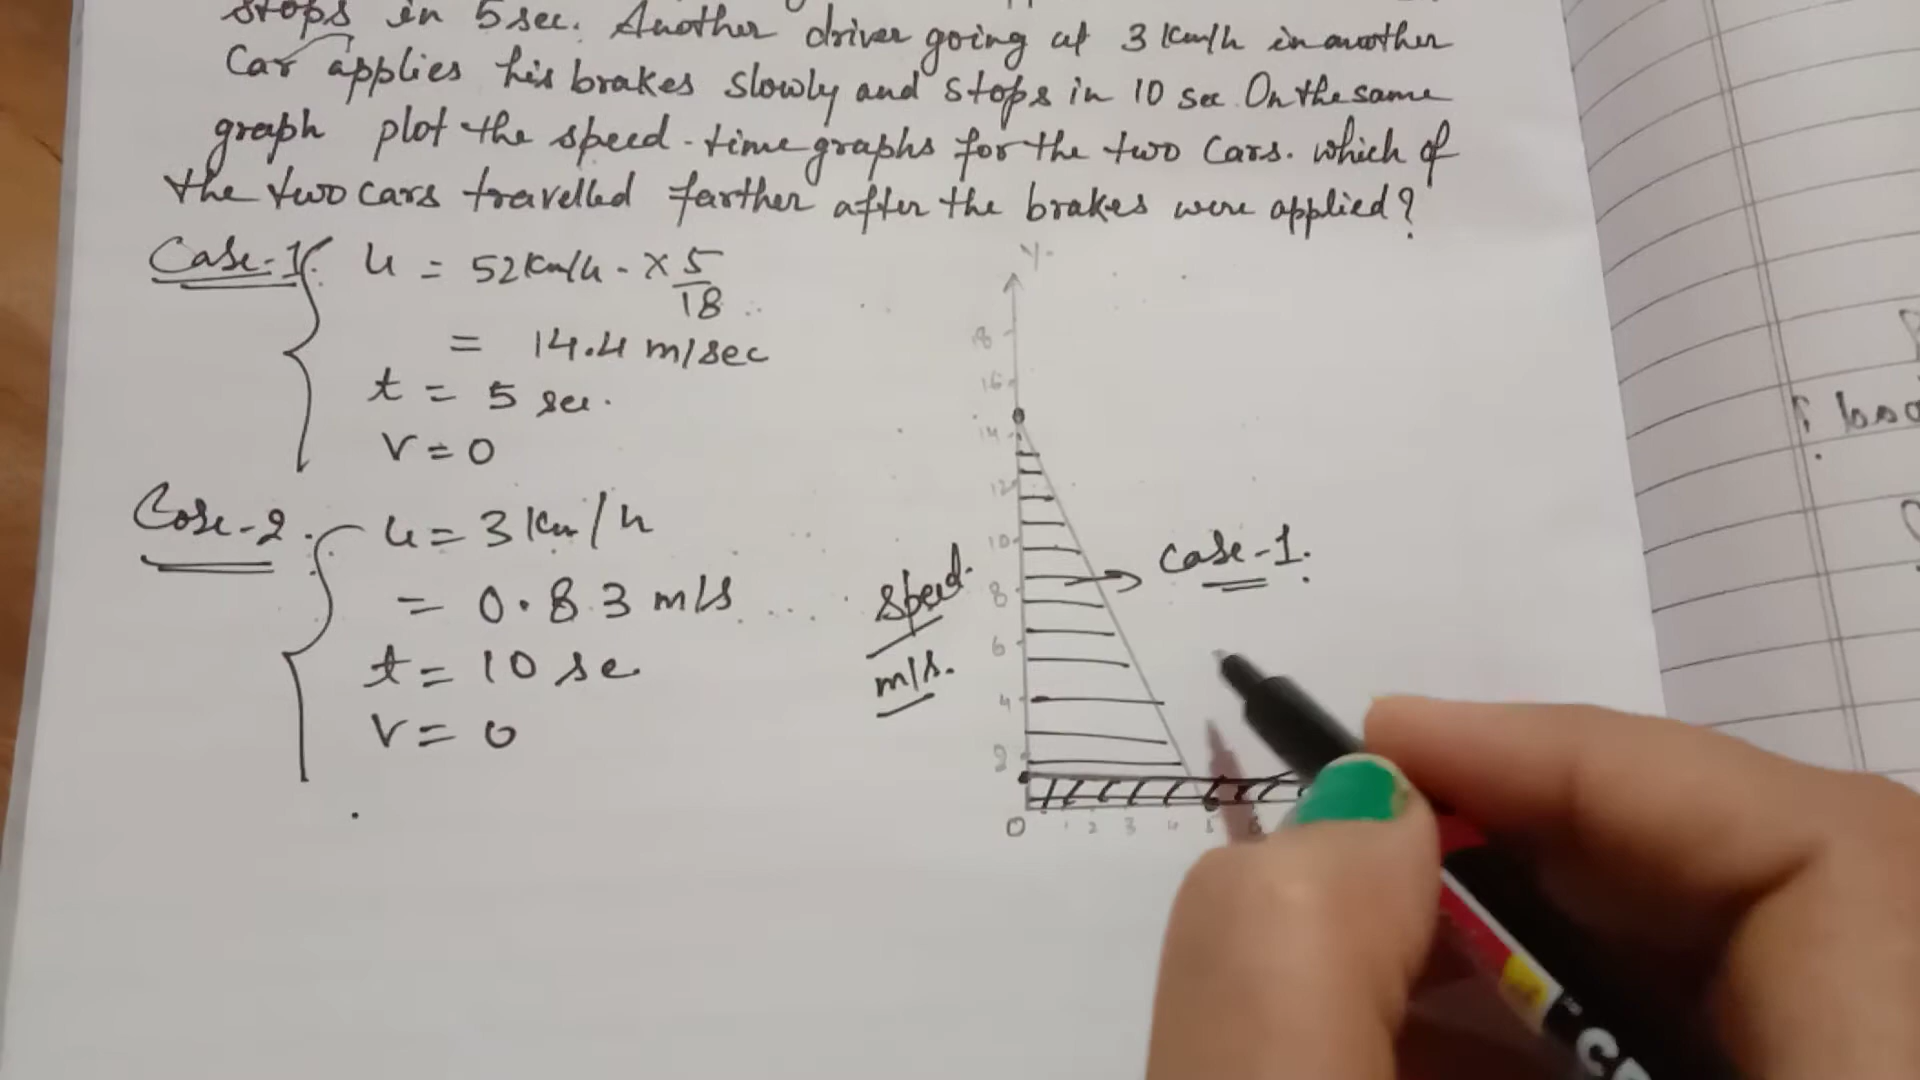 stops in 5 sec. Another driver going at 3 Km/h in another
Car applies his brakes slowly and stops in 10 sec On the same
graph plot the speed-time graphs for the two Cars. which of
the two cars travelled farther after the brakes were applied?
Case-1. u = 52 Km/h - × 5/18
= 14.4 m/sec
t = 5 sec.
V = 0
Case-2. u = 3 Km/h
= 0.83 m/s
t = 10 se
V = 0
Y
18
16
14
12
10
8
6
4
2
0 1 2 3 4 5 6
speed.
m/s.
Case-1.